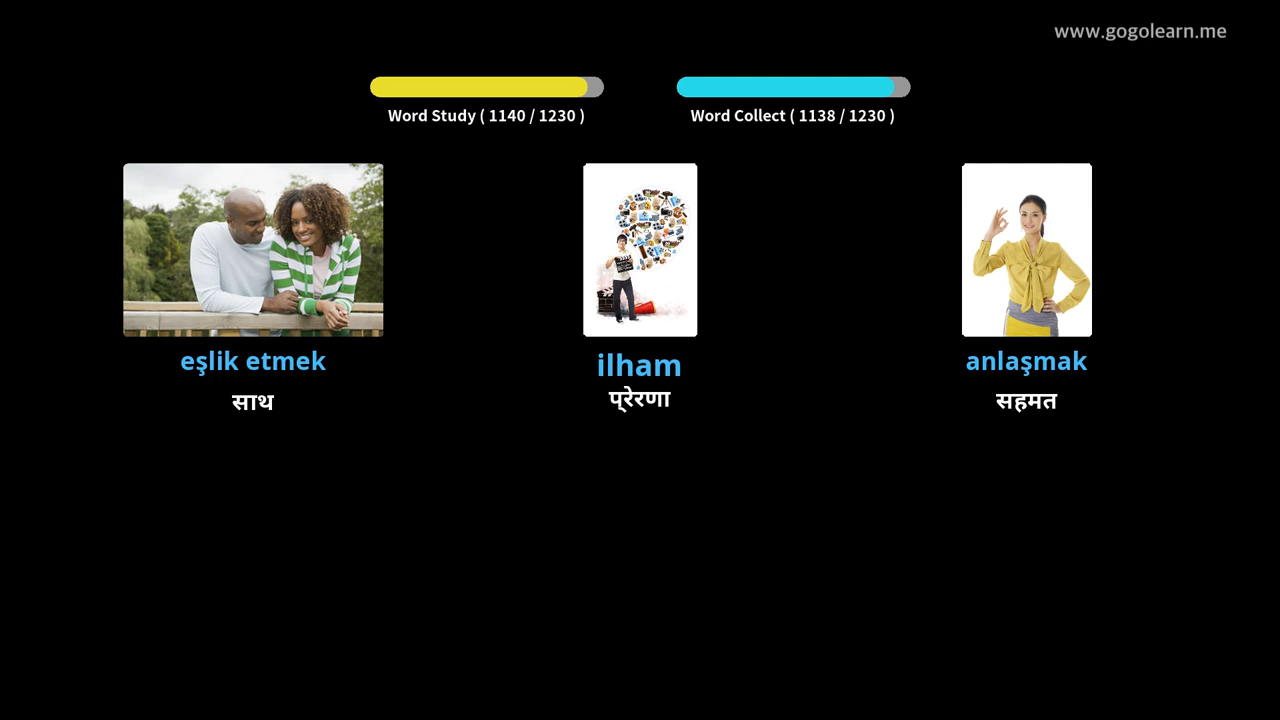 www.gogolearn.me
Word Study ( 1140 / 1230 )
Word Collect ( 1138 / 1230 )
eşlik etmek
साथ
ilham
प्रेरणा
anlaşmak
सहमत